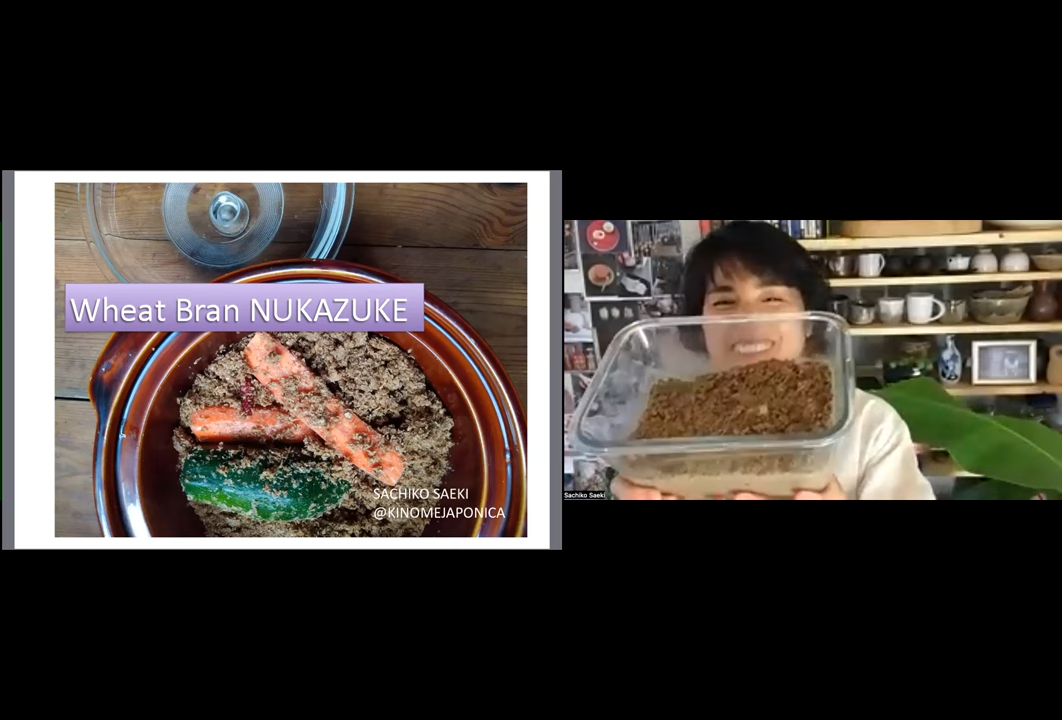 Wheat Bran NUKAZUKE
SACHIKO SAEKI
@KINOMEJAPONICA
Sachiko Saeki